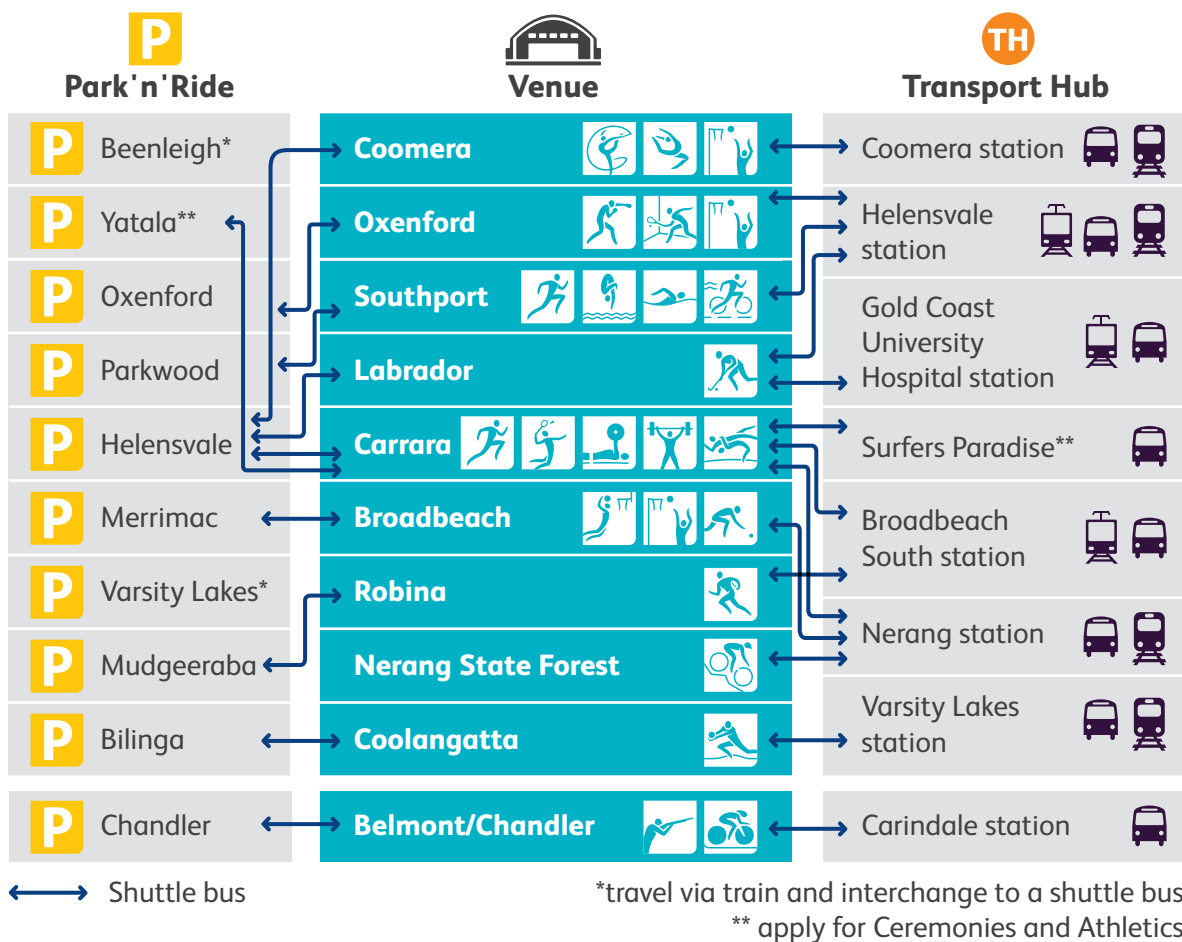 P
TH
Park'n'Ride
Venue
Transport Hub
P
Beenleigh*
P
Yatala**
P
Oxenford
P
Parkwood
P
Helensvale
P
Merrimac
P
Varsity Lakes*
P
Mudgeeraba
P
Bilinga
P
Chandler
Coomera
Oxenford
Southport
Labrador
Carrara
Broadbeach
Robina
Nerang State Forest
Coolangatta
Belmont/Chandler
Coomera station
Helensvale
station
Gold Coast
University
Hospital station
Surfers Paradise**
Broadbeach
South station
Nerang station
Varsity Lakes
station
Carindale station
Shuttle bus
*travel via train and interchange to a shuttle bus
** apply for Ceremonies and Athletics